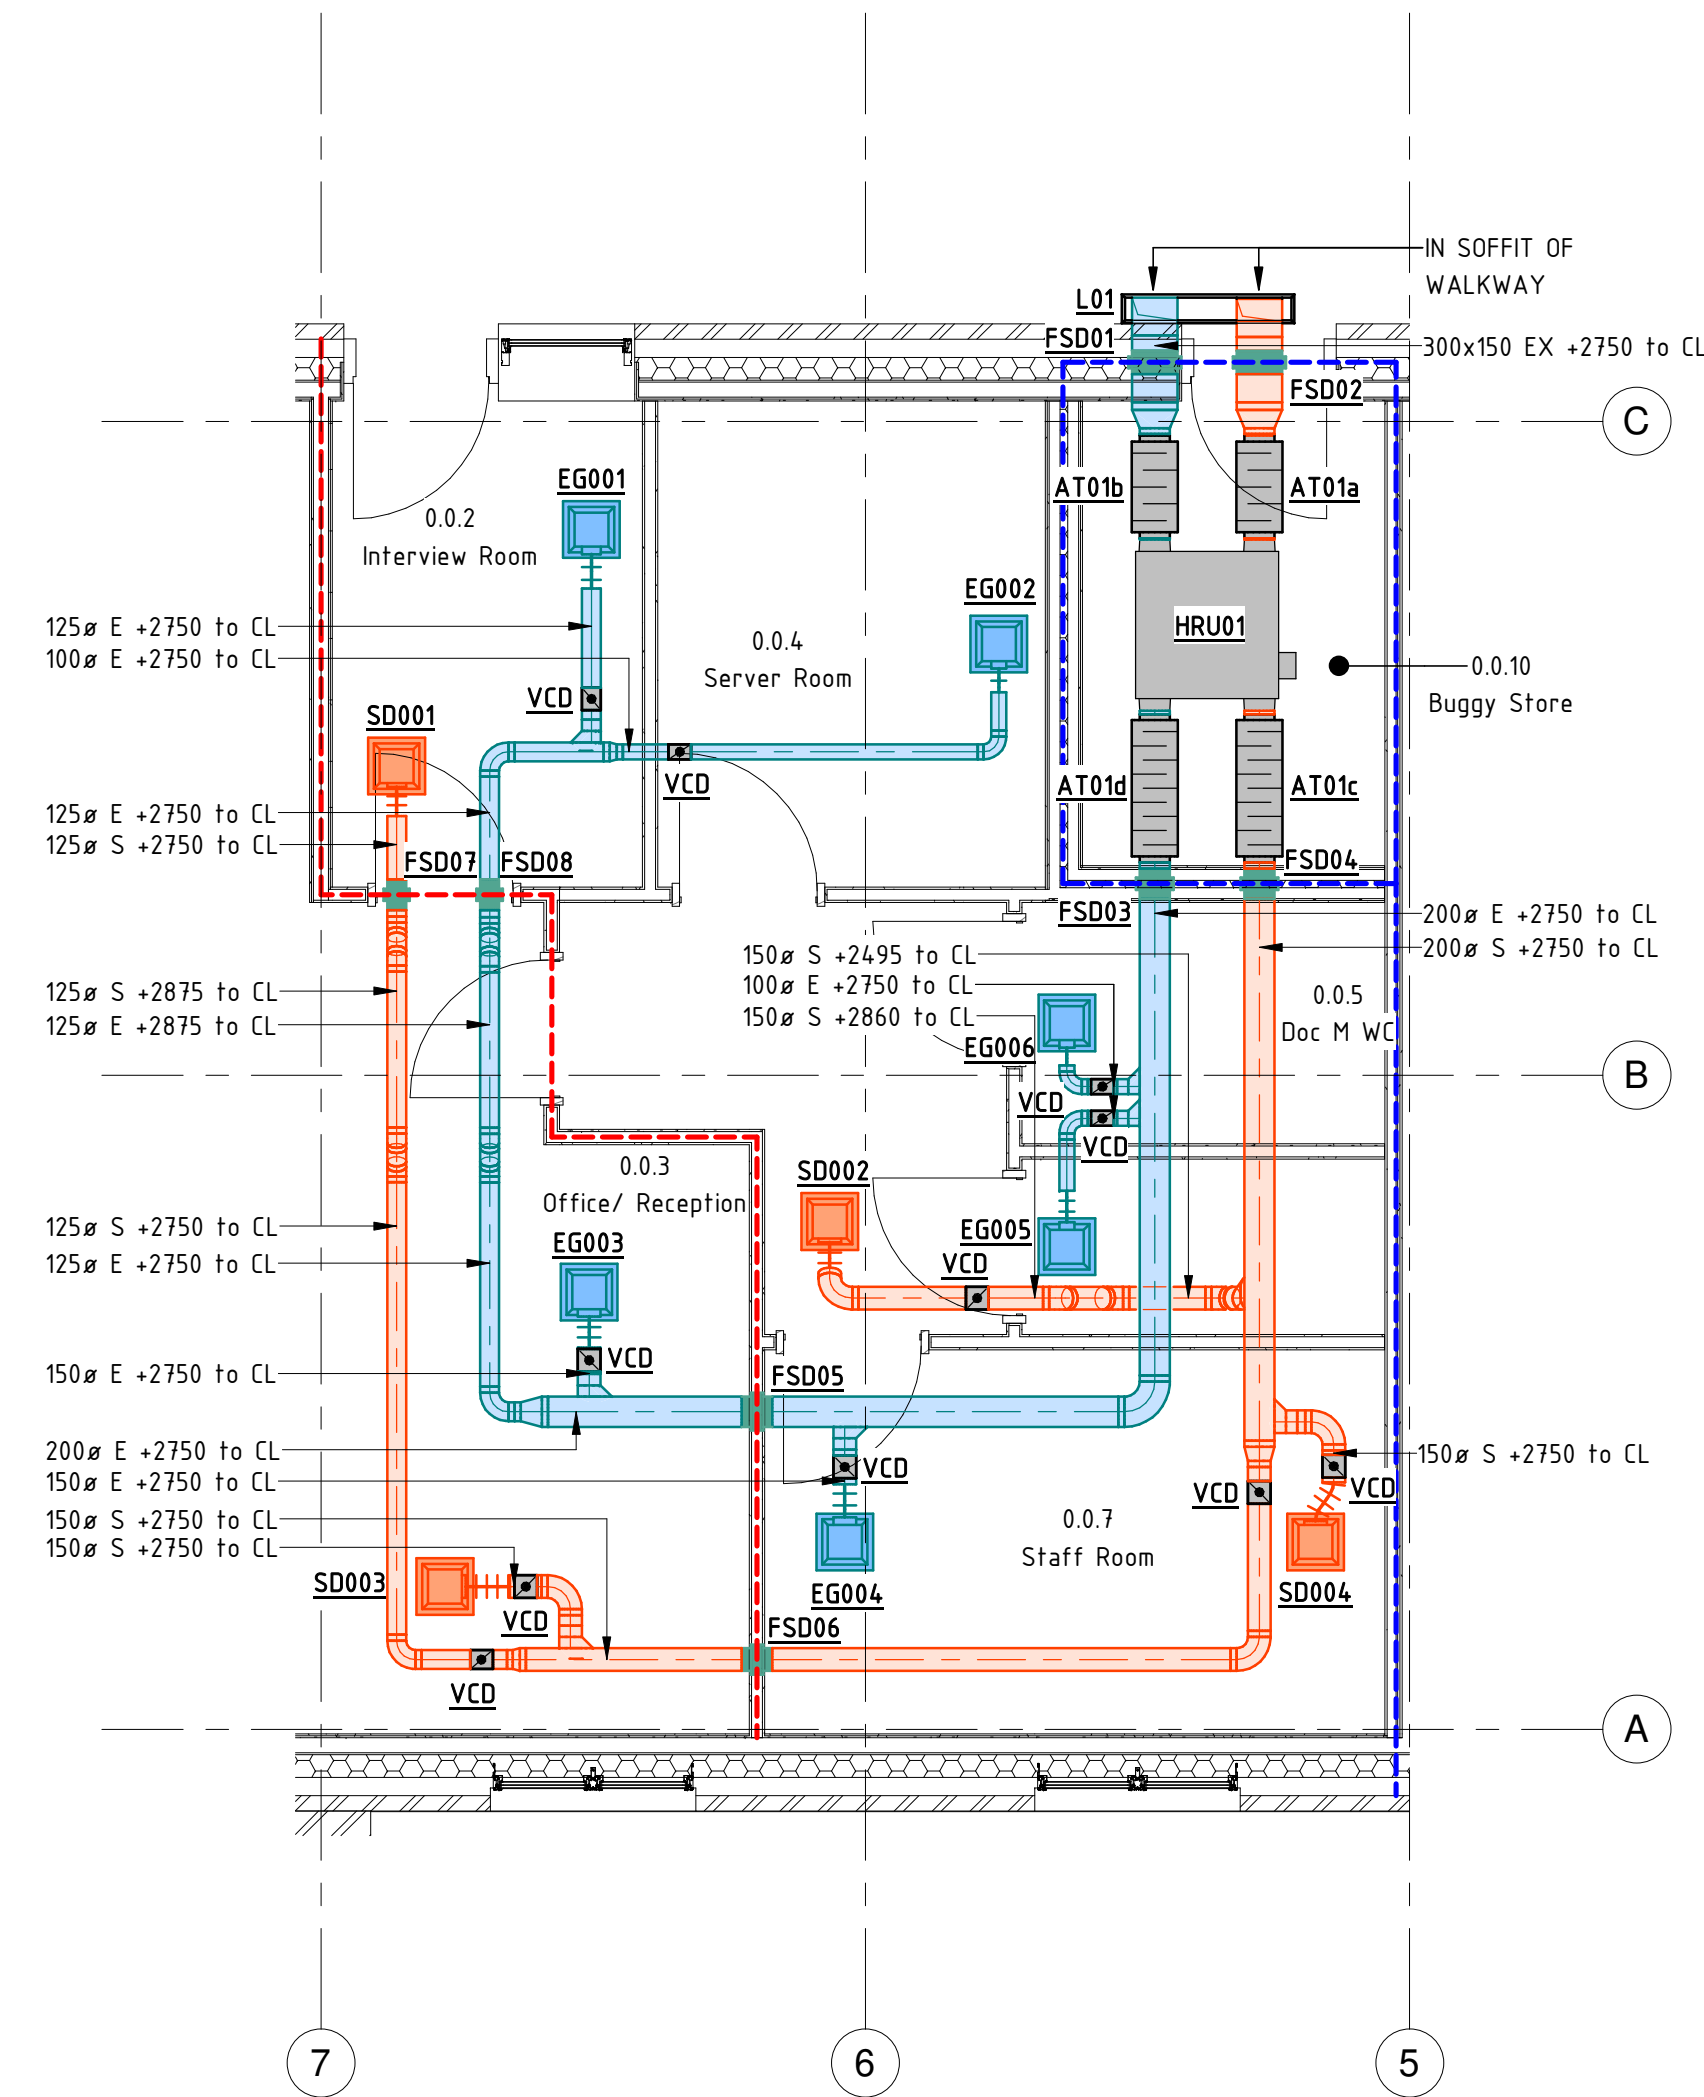 IN SOFFIT OF
WALKWAY
L01
FSD01
300x150 EX +2750 to CL
FSD02
C
EG001
AT01b
AT01a
0.0.2
Interview Room
EG002
125ø E +2750 to CL
100ø E +2750 to CL
0.0.4
Server Room
HRU01
0.0.10
Buggy Store
VCD
SD001
VCD
AT01d
AT01c
125ø E +2750 to CL
125ø S +2750 to CL
FSD07
FSD08
FSD04
FSD03
200ø E +2750 to CL
200ø S +2750 to CL
150ø S +2495 to CL
100ø E +2750 to CL
150ø S +2860 to CL
125ø S +2875 to CL
125ø E +2875 to CL
0.0.5
Doc M WC
EG006
B
VCD
VCD
0.0.3
Office/ Reception
SD002
125ø S +2750 to CL
125ø E +2750 to CL
EG003
EG005
VCD
150ø E +2750 to CL
VCD
FSD05
200ø E +2750 to CL
150ø E +2750 to CL
VCD
150ø S +2750 to CL
VCD
VCD
150ø S +2750 to CL
150ø S +2750 to CL
0.0.7
Staff Room
SD003
EG004
SD004
VCD
FSD06
VCD
A
7
6
5